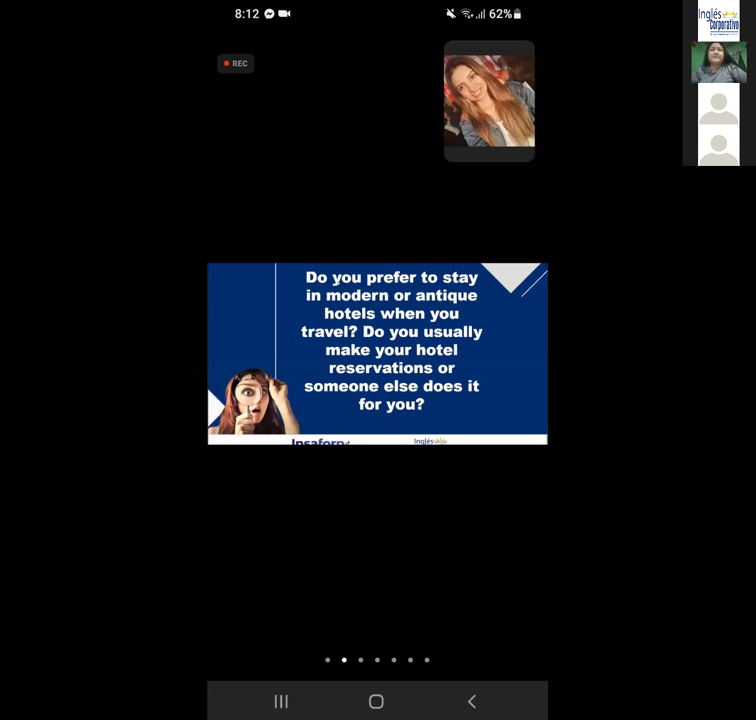 8:12
62%
Inglés
Corporativo
REC
Do you prefer to stay
in modern or antique
hotels when you
travel? Do you usually
make your hotel
reservations or
someone else does it
for you?
Insaforp
Inglés